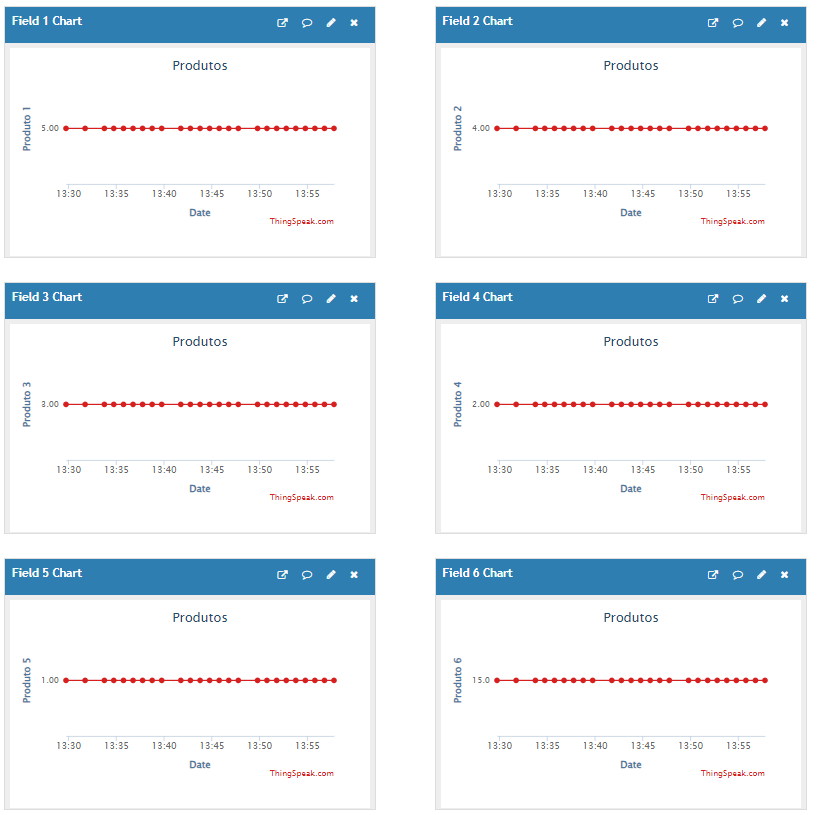 Field 1 Chart
Produtos
Produto 1
5.00
13:30 13:35 13:40 13:45 13:50 13:55
Date
ThingSpeak.com
Field 2 Chart
Produtos
Produto 2
4.00
13:30 13:35 13:40 13:45 13:50 13:55
Date
ThingSpeak.com
Field 3 Chart
Produtos
Produto 3
3.00
13:30 13:35 13:40 13:45 13:50 13:55
Date
ThingSpeak.com
Field 4 Chart
Produtos
Produto 4
2.00
13:30 13:35 13:40 13:45 13:50 13:55
Date
ThingSpeak.com
Field 5 Chart
Produtos
Produto 5
1.00
13:30 13:35 13:40 13:45 13:50 13:55
Date
ThingSpeak.com
Field 6 Chart
Produtos
Produto 6
15.0
13:30 13:35 13:40 13:45 13:50 13:55
Date
ThingSpeak.com